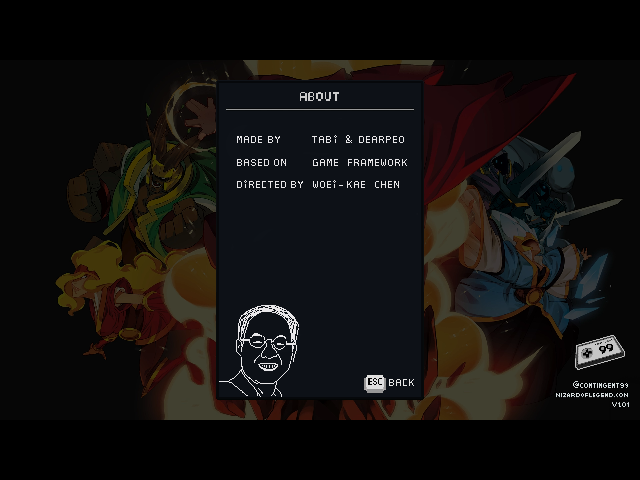 ABOUT
MADE BY TABi & DEARPEO
BASED ON GAME FRAMEWORK
DiRECTED BY WOEi-KAE CHEN
ESC BACK
99
@CONTINGENT99
WIZARDOFLEGEND.COM
V1.01